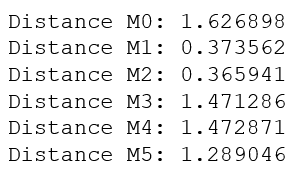 Distance M0: 1.626898
Distance M1: 0.373562
Distance M2: 0.365941
Distance M3: 1.471286
Distance M4: 1.472871
Distance M5: 1.289046